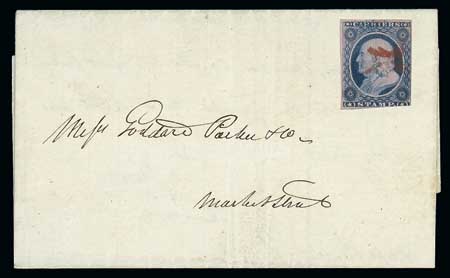 CARRIERS
STAMP
Messrs Goddard Parker & Co
Market Street